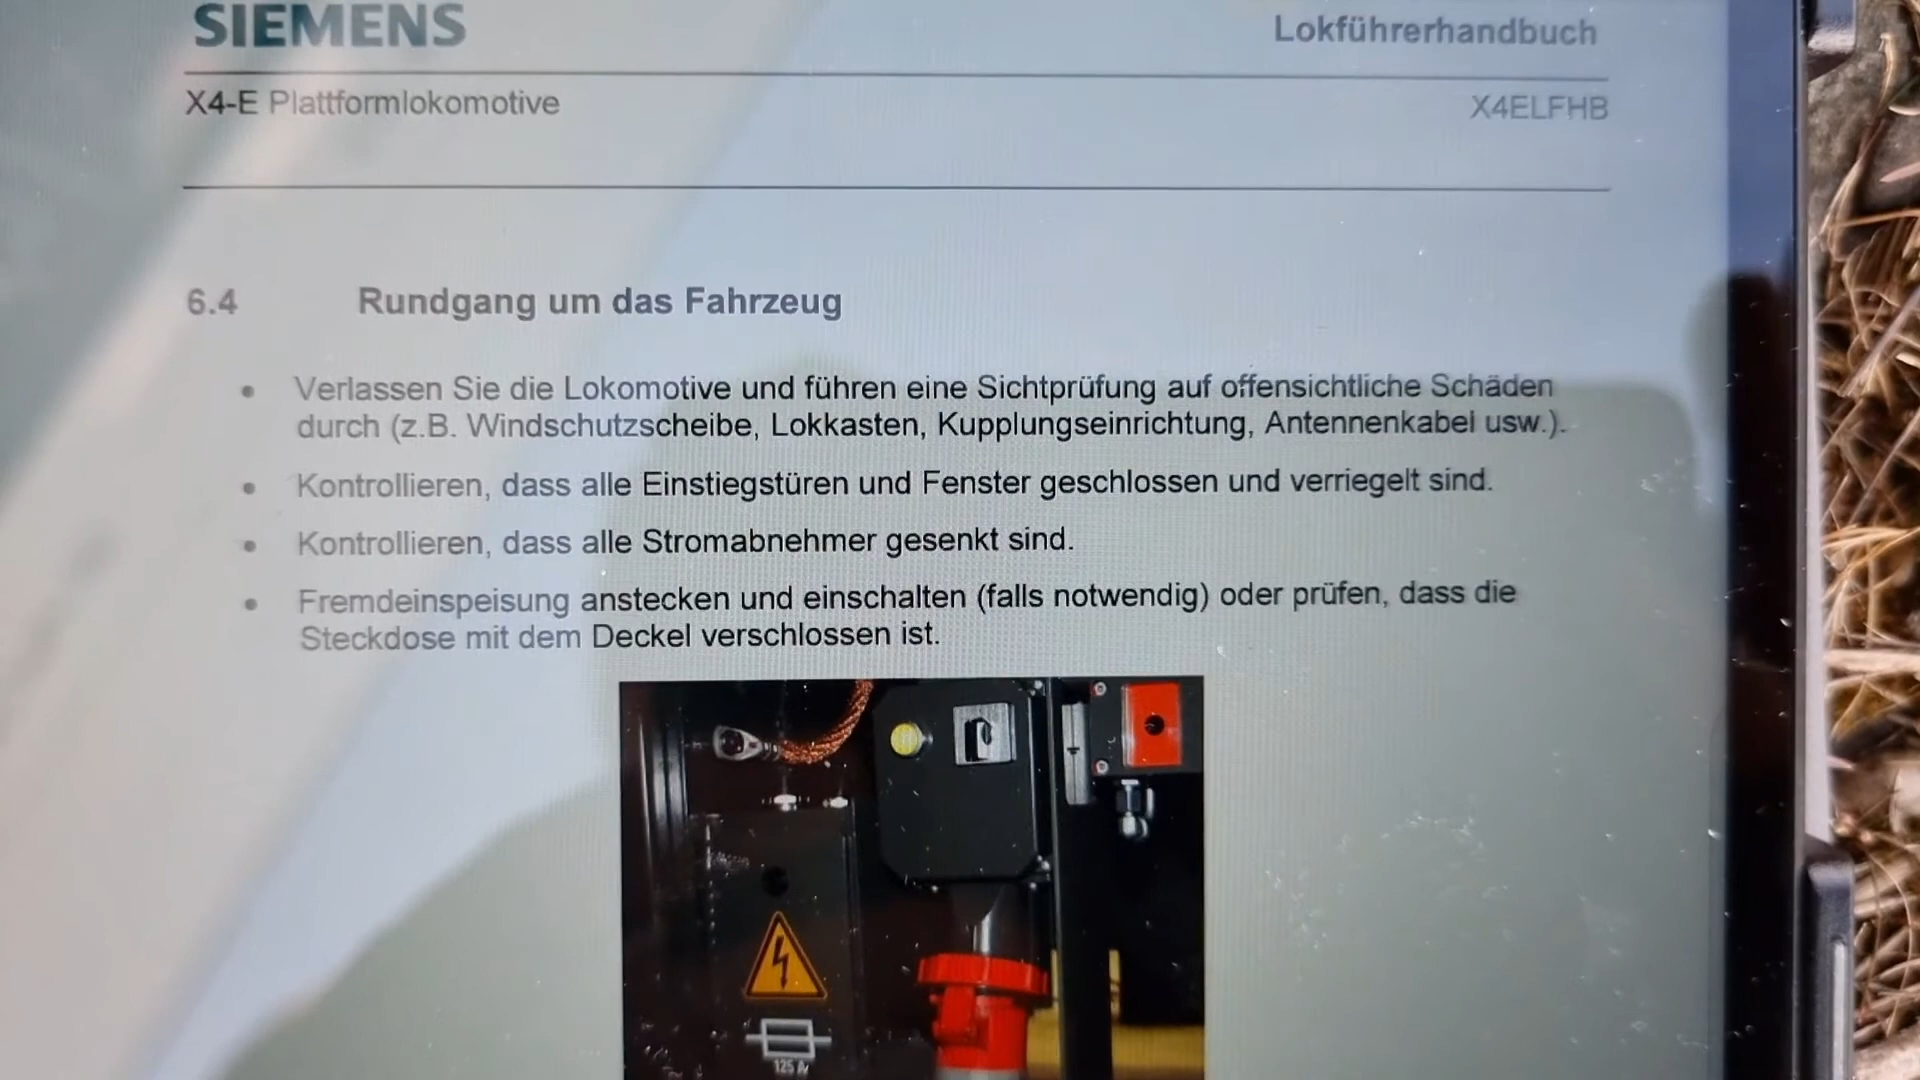 SIEMENS
Lokführerhandbuch
X4-E Plattformlokomotive
X4ELFHB
6.4 Rundgang um das Fahrzeug
• Verlassen Sie die Lokomotive und führen eine Sichtprüfung auf offensichtliche Schäden
durch (z.B. Windschutzscheibe, Lokkasten, Kupplungseinrichtung, Antennenkabel usw.).
• Kontrollieren, dass alle Einstiegstüren und Fenster geschlossen und verriegelt sind.
• Kontrollieren, dass alle Stromabnehmer gesenkt sind.
• Fremdeinspeisung anstecken und einschalten (falls notwendig) oder prüfen, dass die
Steckdose mit dem Deckel verschlossen ist.
125 A